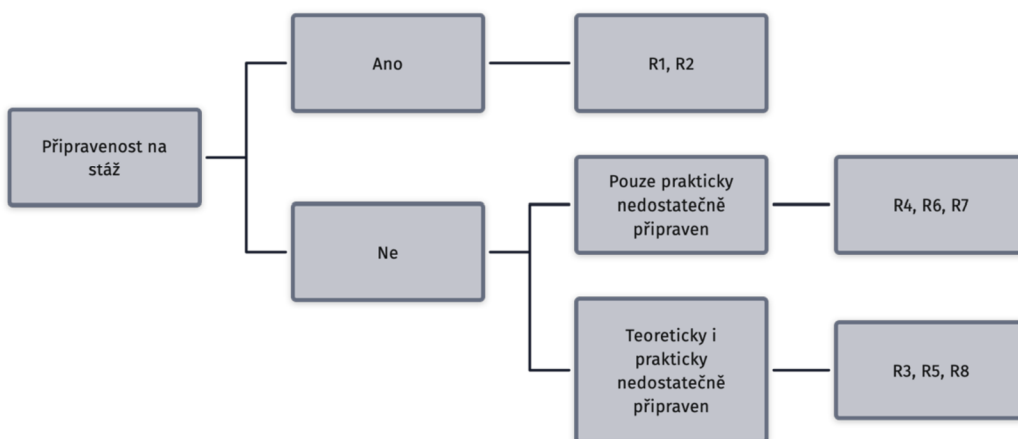 Připravenost na
stáž
Ano
R1, R2
Ne
Pouze prakticky
nedostatečně
připraven
R4, R6, R7
Teoreticky i
prakticky
nedostatečně
připraven
R3, R5, R8